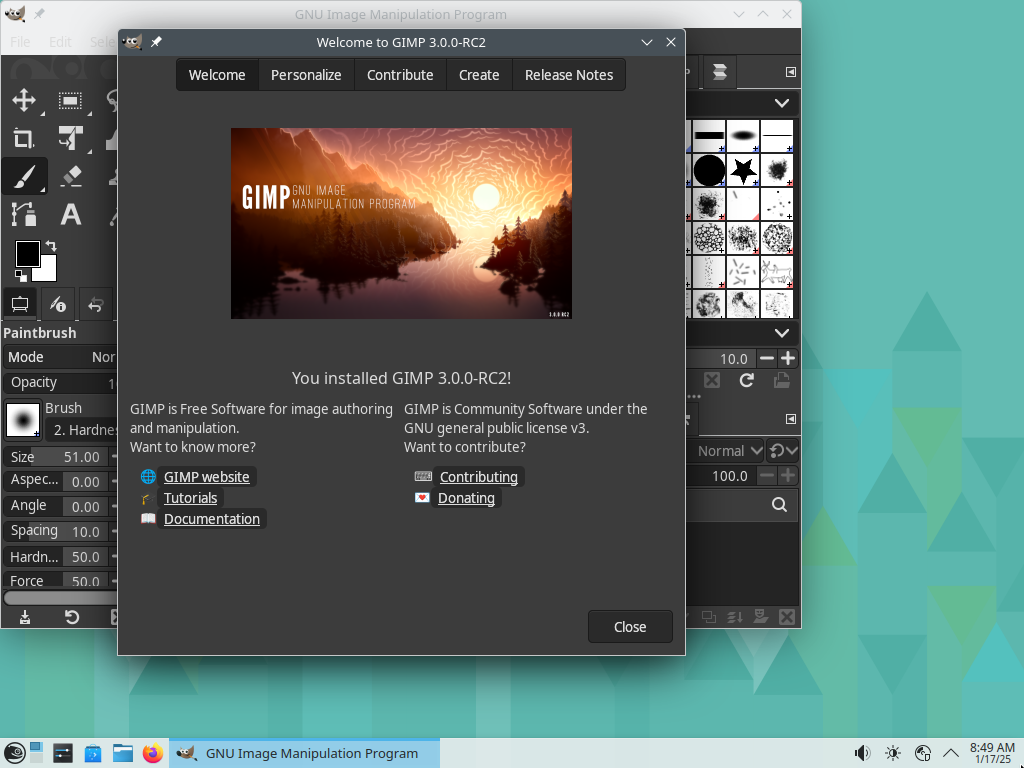 GNU Image Manipulation Program
File Edit Sele
Welcome to GIMP 3.0.0-RC2
Welcome Personalize Contribute Create Release Notes
GIMP GNU IMAGE
MANIPULATION PROGRAM
3.0.0 RC2
You installed GIMP 3.0.0-RC2!
GIMP is Free Software for image authoring
and manipulation.
Want to know more?
GIMP website
Tutorials
Documentation
GIMP is Community Software under the
GNU general public license v3.
Want to contribute?
Contributing
Donating
Close
Paintbrush
Mode Nor
Opacity 1
Brush
2. Hardnes
Size 51.00
Aspec... 0.00
Angle 0.00
Spacing 10.0
Hardn... 50.0
Force 50.0
10.0
Normal
100.0
GNU Image Manipulation Program
8:49 AM
1/17/25